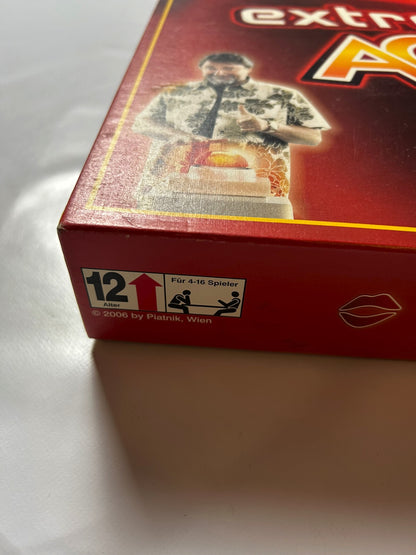 extr
AC
12
Alter
Für 4-16 Spieler
© 2006 by Piatnik, Wien